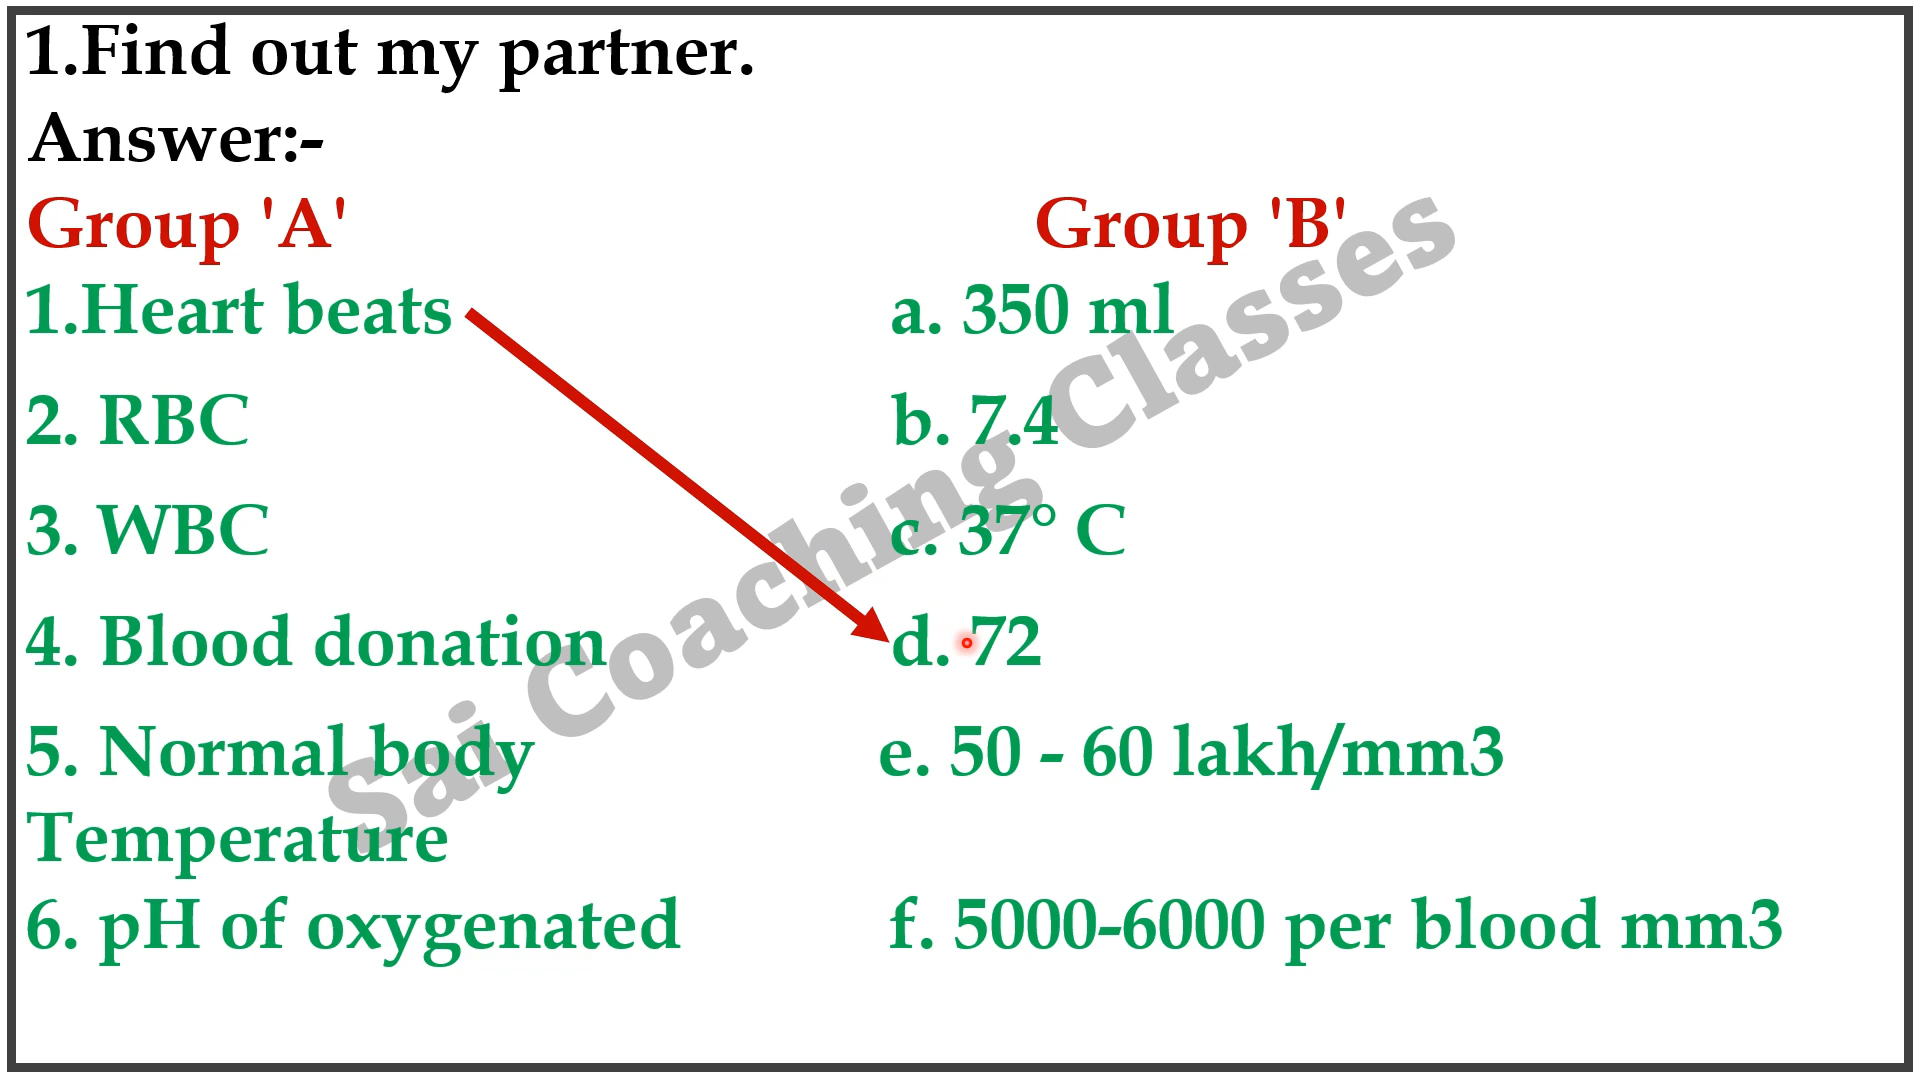 1.Find out my partner.
Answer:-
Group 'A' Group 'B'
1.Heart beats a. 350 ml
2. RBC b. 7.4
3. WBC c. 37° C
4. Blood donation d. 72
5. Normal body e. 50 - 60 lakh/mm3
Temperature
6. pH of oxygenated f. 5000-6000 per blood mm3
Sai Coaching Classes